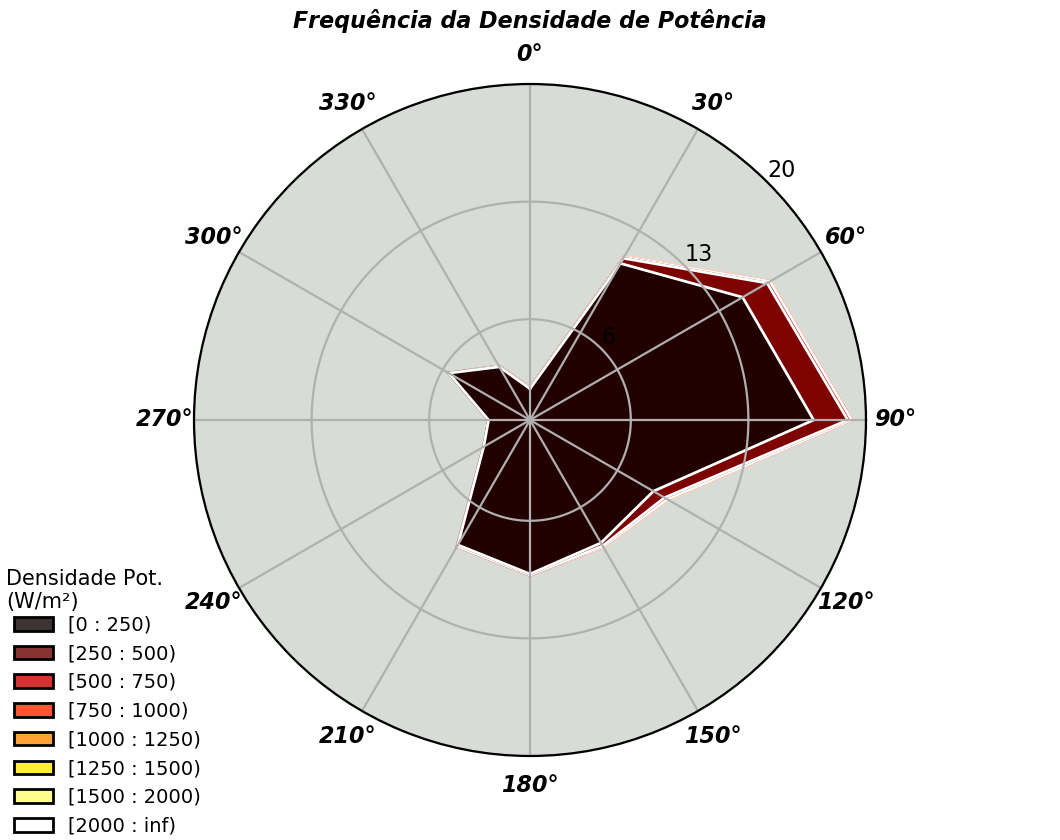 Frequência da Densidade de Potência
0°
30°
60°
90°
120°
150°
180°
210°
240°
270°
300°
330°
6
13
20
Densidade Pot.
(W/m²)
[0 : 250)
[250 : 500)
[500 : 750)
[750 : 1000)
[1000 : 1250)
[1250 : 1500)
[1500 : 2000)
[2000 : inf)